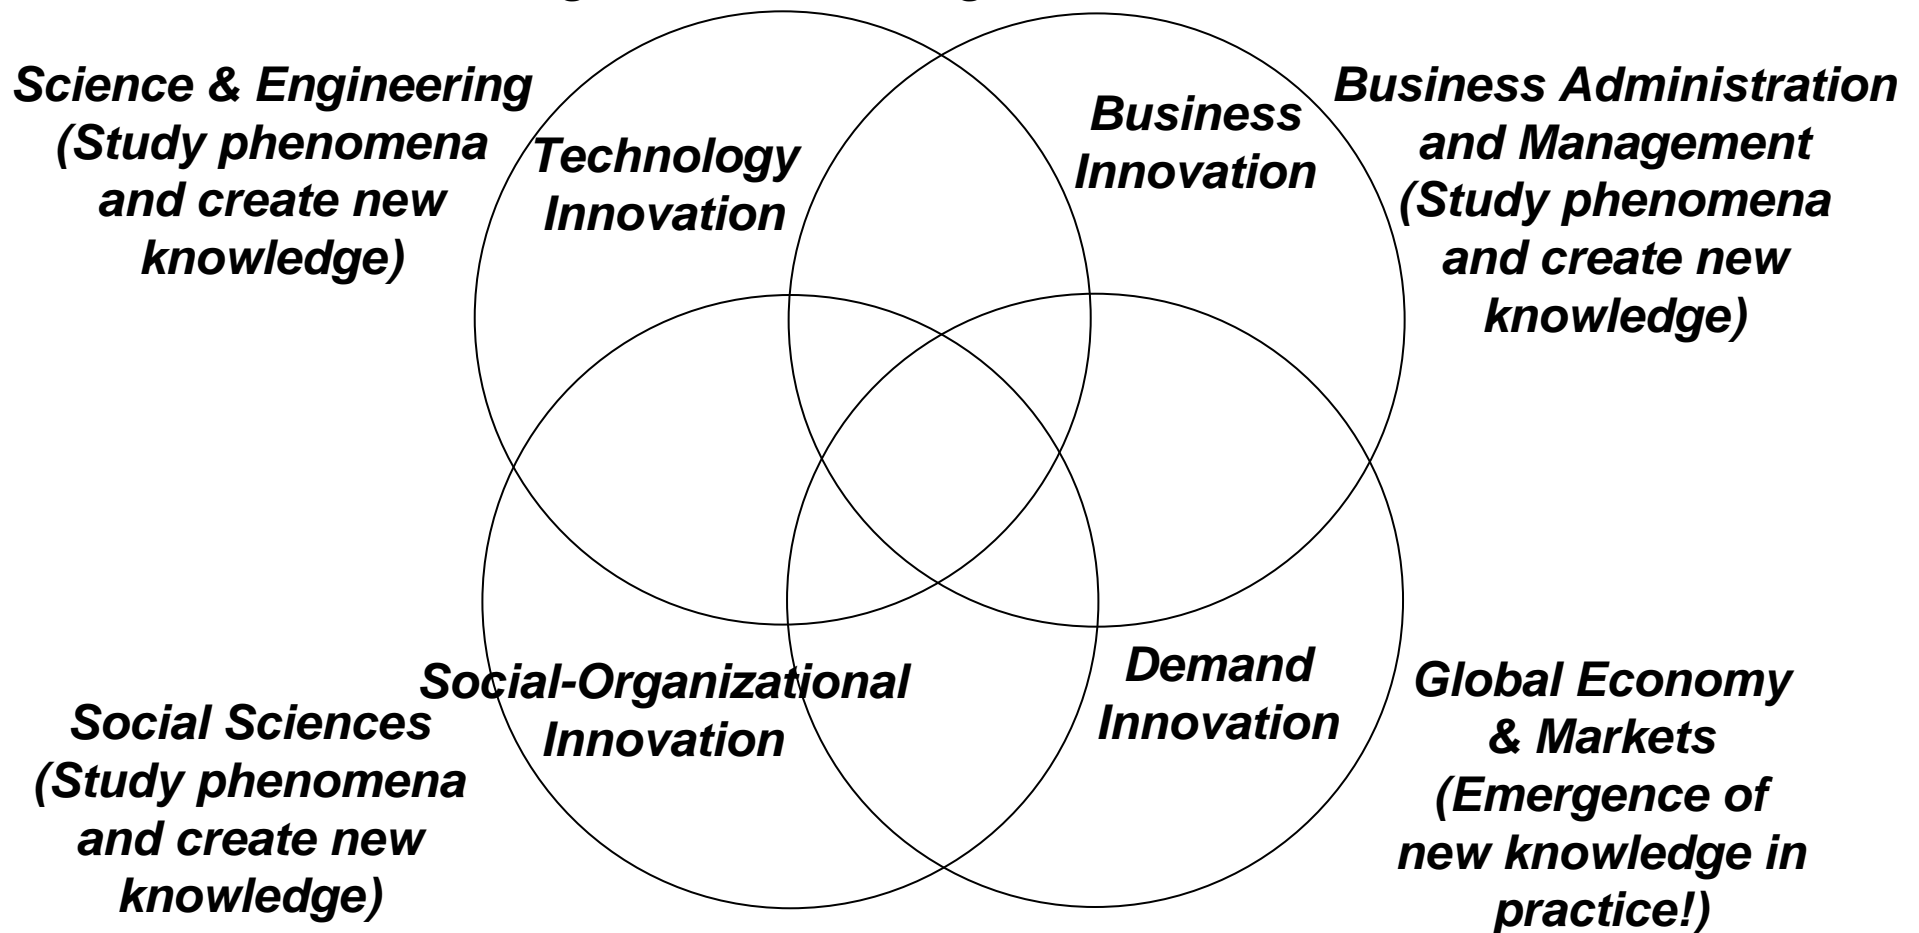 Science & Engineering
(Study phenomena
and create new
knowledge)
Technology
Innovation
Business
Innovation
Business Administration
and Management
(Study phenomena
and create new
knowledge)
Social-Organizational
Innovation
Social Sciences
(Study phenomena
and create new
knowledge)
Demand
Innovation
Global Economy
& Markets
(Emergence of
new knowledge in
practice!)